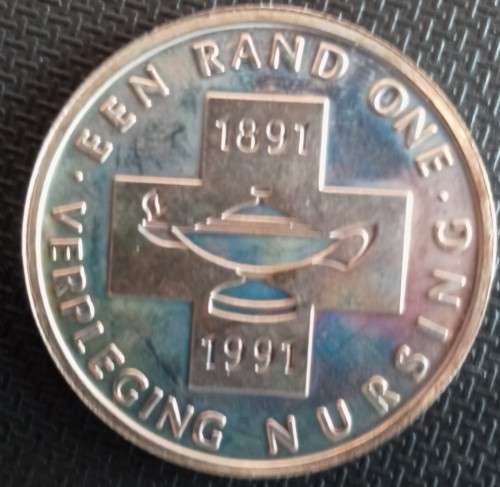 · EEN RAND ONE ·
1891
1991
VERPLEGING NURSING